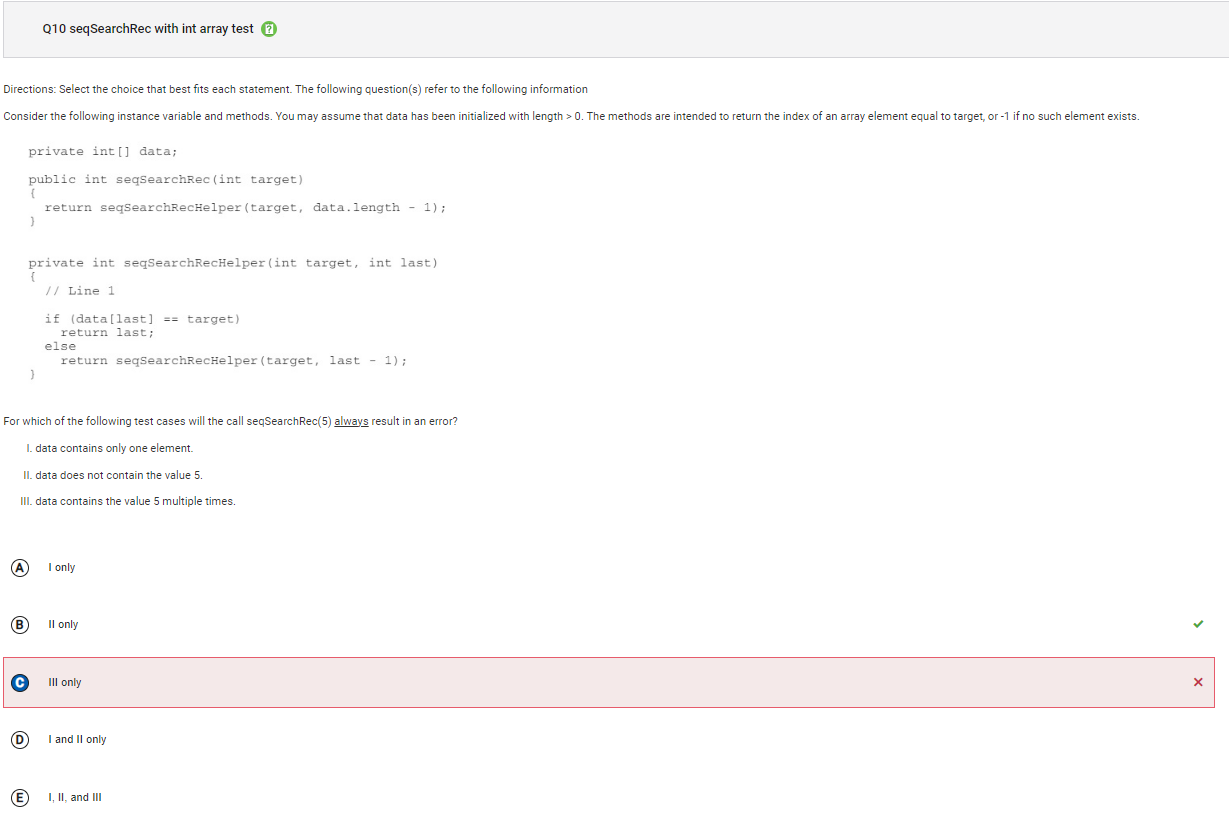 Q10 seqSearchRec with int array test ?
Directions: Select the choice that best fits each statement. The following question(s) refer to the following information
Consider the following instance variable and methods. You may assume that data has been initialized with length > 0. The methods are intended to return the index of an array element equal to target, or -1 if no such element exists.
private int[] data;
public int seqSearchRec(int target)
{
return seqSearchRecHelper(target, data.length - 1);
}
private int seqSearchRecHelper(int target, int last)
{
// Line 1
if (data[last] == target)
return last;
else
return seqSearchRecHelper(target, last - 1);
}
For which of the following test cases will the call seqSearchRec(5) always result in an error?
I. data contains only one element.
II. data does not contain the value 5.
III. data contains the value 5 multiple times.
A I only
B II only
C III only
D I and II only
E I, II, and III